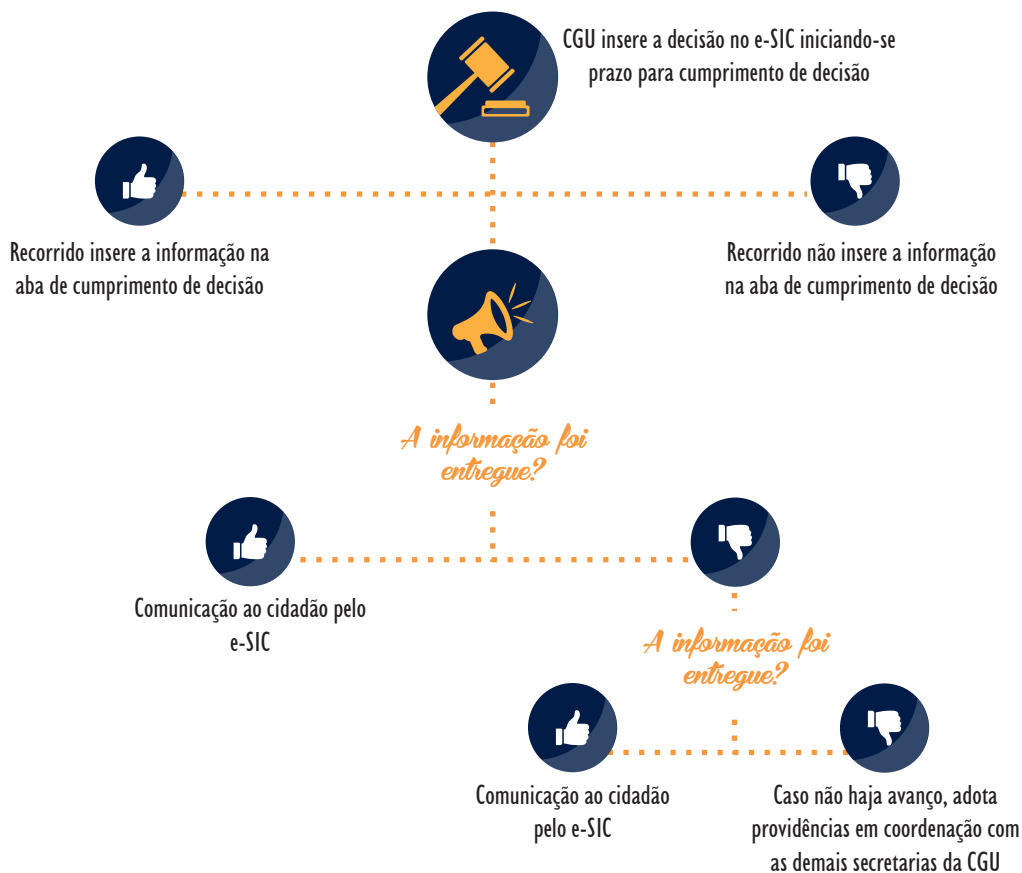 CGU insere a decisão no e-SIC iniciando-se
prazo para cumprimento de decisão
Recorrido insere a informação na
aba de cumprimento de decisão
Recorrido não insere a informação
na aba de cumprimento de decisão
A informação foi
entregue?
Comunicação ao cidadão pelo
e-SIC
A informação foi
entregue?
Comunicação ao cidadão
pelo e-SIC
Caso não haja avanço, adota
providências em coordenação com
as demais secretarias da CGU